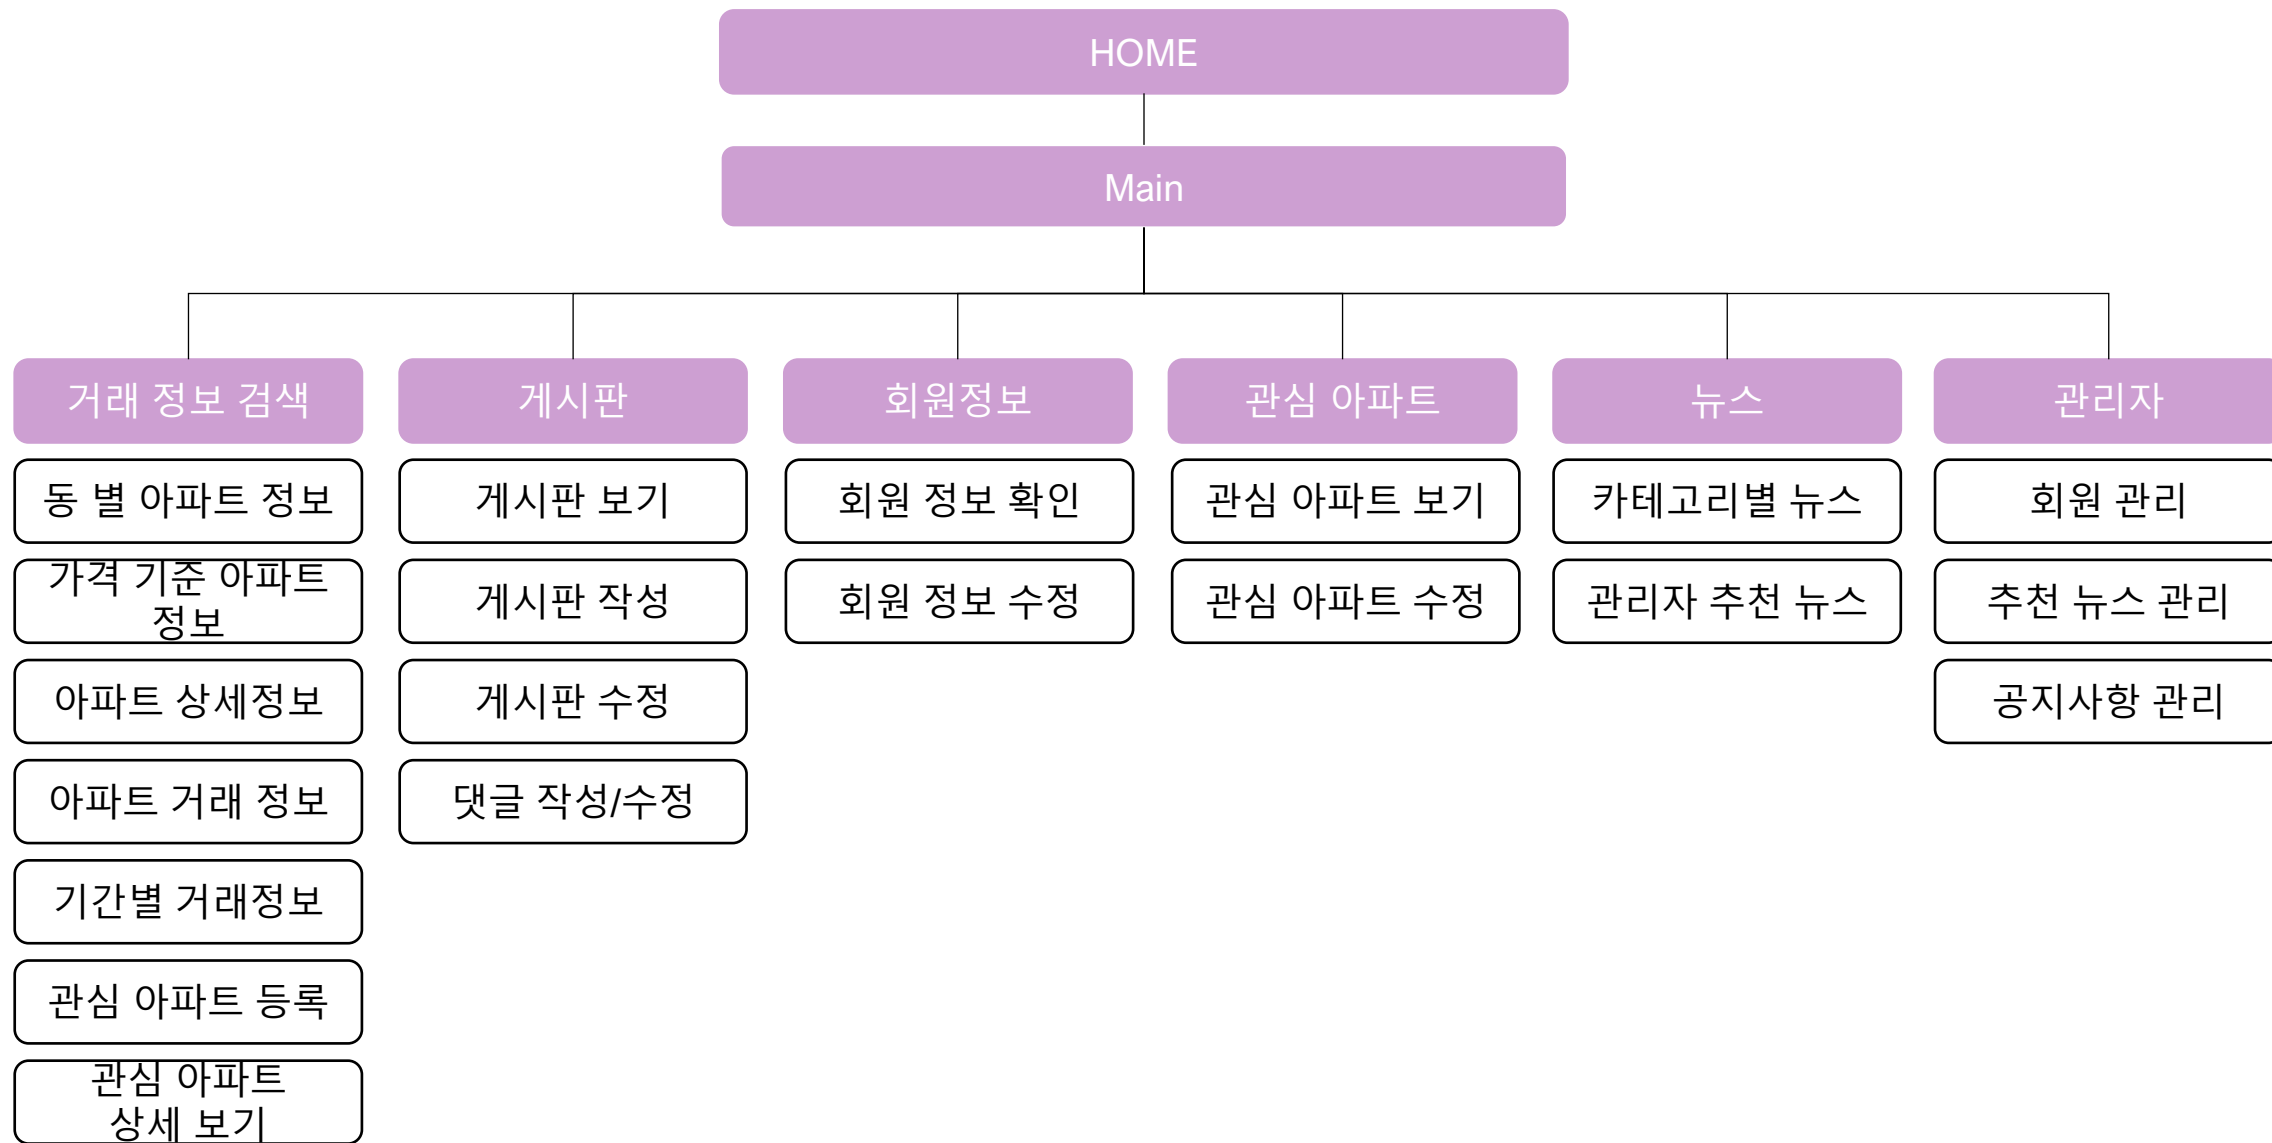 HOME
Main
거래 정보 검색
게시판
회원정보
관심 아파트
뉴스
관리자
동 별 아파트 정보
게시판 보기
회원 정보 확인
관심 아파트 보기
카테고리별 뉴스
회원 관리
가격 기준 아파트
정보
게시판 작성
회원 정보 수정
관심 아파트 수정
관리자 추천 뉴스
추천 뉴스 관리
아파트 상세정보
게시판 수정
공지사항 관리
아파트 거래 정보
댓글 작성/수정
기간별 거래정보
관심 아파트 등록
관심 아파트
상세 보기